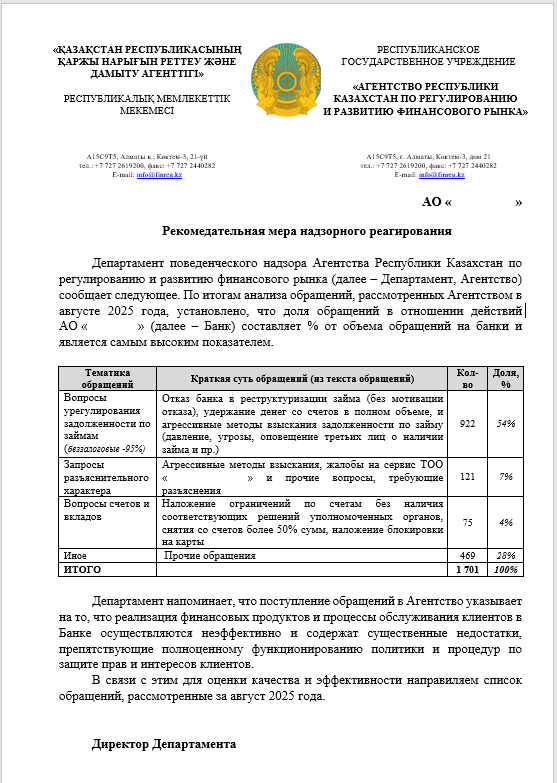 «ҚАЗАҚСТАН РЕСПУБЛИКАСЫНЫҢ
ҚАРЖЫ НАРЫҒЫН РЕТТЕУ ЖӘНЕ
ДАМЫТУ АГЕНТТІГІ»
РЕСПУБЛИКАЛЫҚ МЕМЛЕКЕТТІК
МЕКЕМЕСІ
РЕСПУБЛИКАНСКОЕ
ГОСУДАРСТВЕННОЕ УЧРЕЖДЕНИЕ
«АГЕНТСТВО РЕСПУБЛИКИ
КАЗАХСТАН ПО РЕГУЛИРОВАНИЮ
И РАЗВИТИЮ ФИНАНСОВОГО РЫНКА»
А15С9Т5, Алматы қ., Көктем-3, 21-үй
тел.: +7 727 2619200, факс: +7 727 2440282
E-mail: info@finreg.kz
А15С9Т5, г. Алматы, Коктем-3, дом 21
тел.: +7 727 2619200, факс: +7 727 2440282
E-mail: info@finreg.kz
АО « »
Рекомедательная мера надзорного реагирования
Департамент поведенческого надзора Агентства Республики Казахстан по
регулированию и развитию финансового рынка (далее – Департамент, Агентство)
сообщает следующее. По итогам анализа обращений, рассмотренных Агентством в
августе 2025 года, установлено, что доля обращений в отношении действий
АО « » (далее – Банк) составляет % от объема обращений на банки и
является самым высоким показателем.
Тематика обращений
Краткая суть обращений (из текста обращений)
Кол-во
Доля, %
Вопросы
урегулирования
задолженности по
займам
(беззалоговые -95%)
Отказ банка в реструктуризации займа (без мотивации
отказа), удержание денег со счетов в полном объеме, и
агрессивные методы взыскания задолженности по займу
(давление, угрозы, оповещение третьих лиц о наличии
займа и пр.)
922
54%
Запросы
разъяснительного
характера
Агрессивные методы взыскания, жалобы на сервис ТОО
« » и прочие вопросы, требующие
разъяснения
121
7%
Вопросы счетов и
вкладов
Наложение ограничений по счетам без наличия
соответствующих решений уполномоченных органов,
снятия со счетов более 50% сумм, наложение блокировки
на карты
75
4%
Иное
Прочие обращения
469
28%
ИТОГО
1 701
100%
Департамент напоминает, что поступление обращений в Агентство указывает
на то, что реализация финансовых продуктов и процессы обслуживания клиентов в
Банке осуществляются неэффективно и содержат существенные недостатки,
препятствующие полноценному функционированию политики и процедур по
защите прав и интересов клиентов.
В связи с этим для оценки качества и эффективности направиляем список
обращений, рассмотренные за август 2025 года.
Директор Департамента